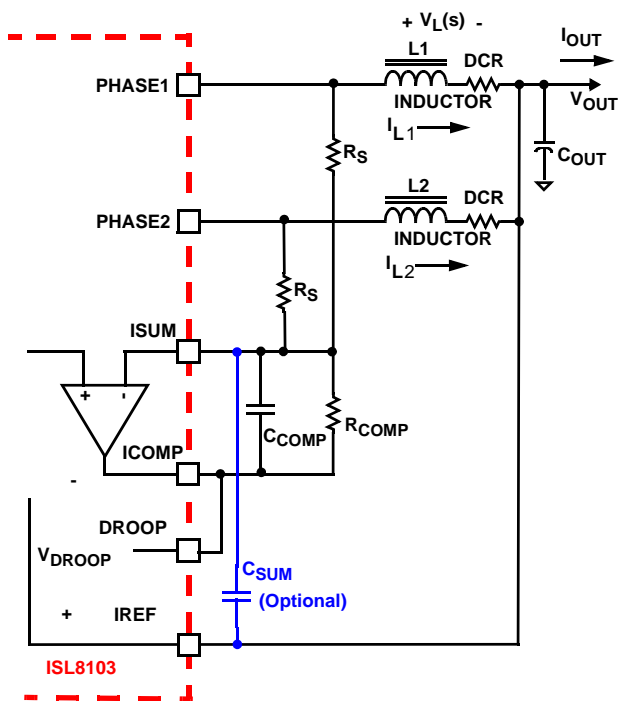 + VL(s) -
IOUT
L1
DCR
PHASE1
INDUCTOR
VOUT
IL1
COUT
RS
L2
DCR
PHASE2
INDUCTOR
IL2
RS
ISUM
+ -
CCOMP
RCOMP
ICOMP
-
DROOP
VDROOP
CSUM
(Optional)
+ IREF
ISL8103